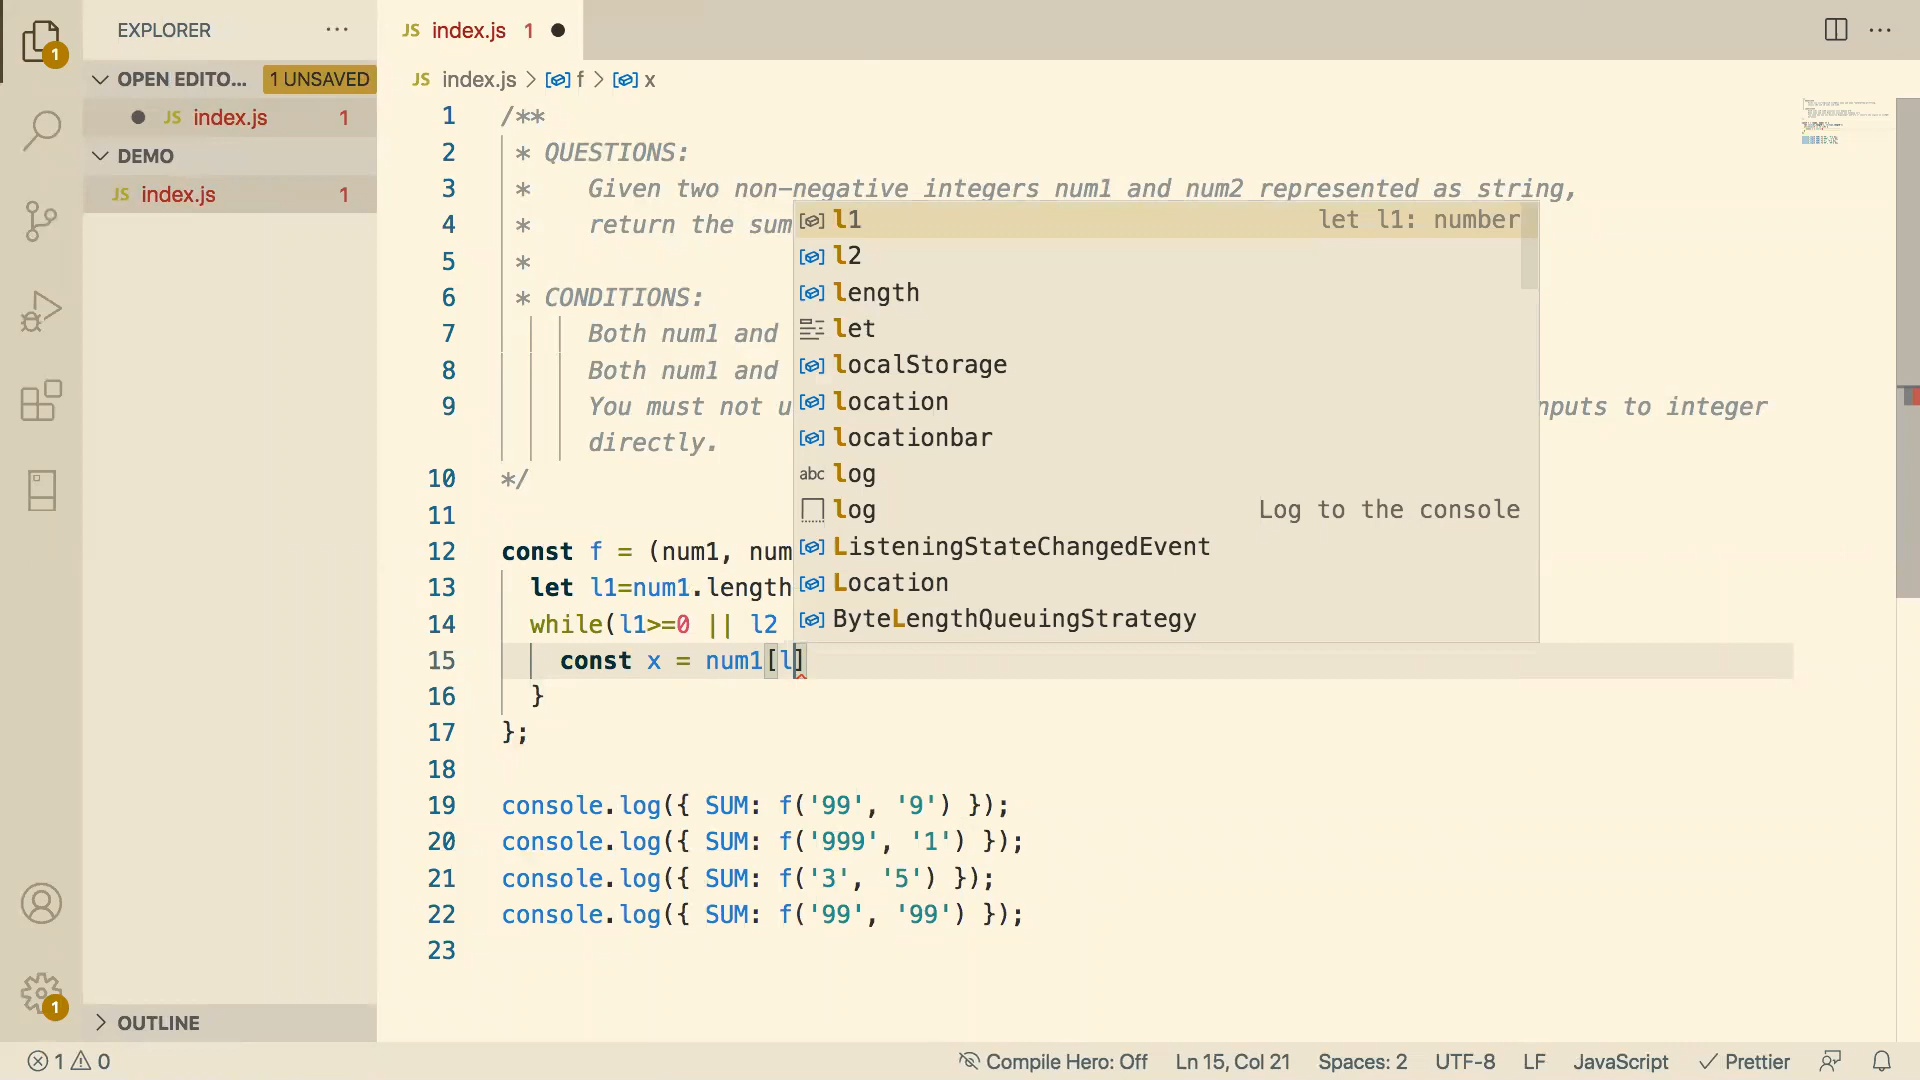 EXPLORER ...
JS index.js 1
1
OPEN EDITO... 1 UNSAVED
JS index.js > f > x
JS index.js 1
DEMO
JS index.js 1
1 /**
2 * QUESTIONS:
3 * Given two non-negative integers num1 and num2 represented as string,
4 * return the sum
5 *
6 * CONDITIONS:
7 Both num1 and
8 Both num1 and
9 You must not u
nputs to integer
directly.
10 */
11
12 const f = (num1, num
13 let l1=num1.length
14 while(l1>=0 || l2
15 const x = num1[l]
16 }
17 };
18
19 console.log({ SUM: f('99', '9') });
20 console.log({ SUM: f('999', '1') });
21 console.log({ SUM: f('3', '5') });
22 console.log({ SUM: f('99', '99') });
23
l1 let l1: number
l2
length
let
localStorage
location
locationbar
abc log
log Log to the console
ListeningStateChangedEvent
Location
ByteLengthQueuingStrategy
1
OUTLINE
1 0 Compile Hero: Off Ln 15, Col 21 Spaces: 2 UTF-8 LF JavaScript Prettier